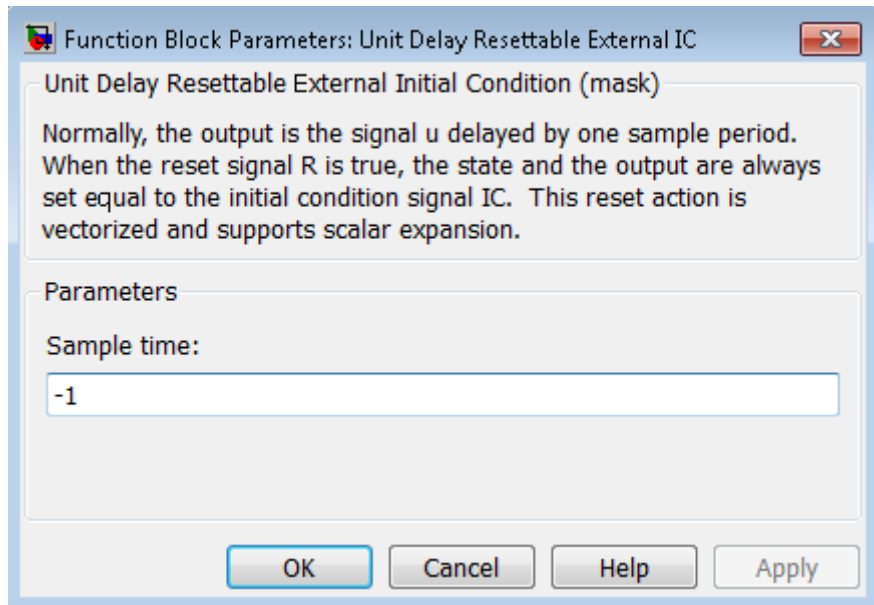 Function Block Parameters: Unit Delay Resettable External IC
Unit Delay Resettable External Initial Condition (mask)
Normally, the output is the signal u delayed by one sample period.
When the reset signal R is true, the state and the output are always
set equal to the initial condition signal IC.  This reset action is
vectorized and supports scalar expansion.
Parameters
Sample time:
-1
OK Cancel Help Apply